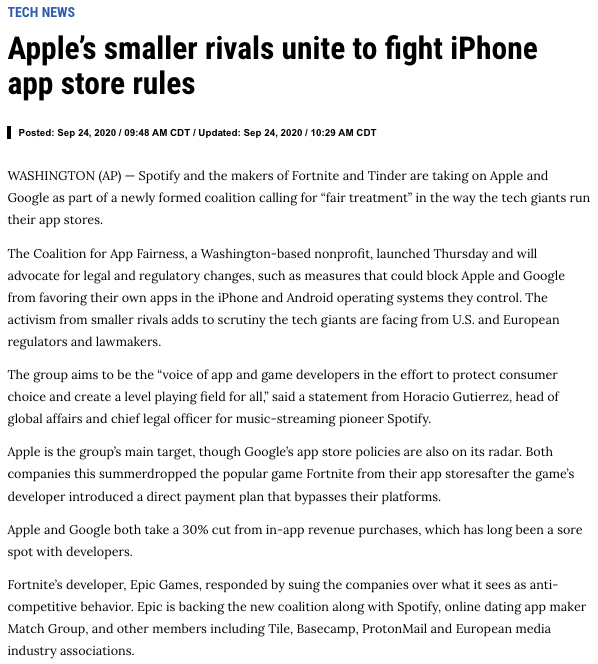 TECH NEWS
Apple’s smaller rivals unite to fight iPhone
app store rules
Posted: Sep 24, 2020 / 09:48 AM CDT / Updated: Sep 24, 2020 / 10:29 AM CDT
WASHINGTON (AP) — Spotify and the makers of Fortnite and Tinder are taking on Apple and
Google as part of a newly formed coalition calling for “fair treatment” in the way the tech giants run
their app stores.
The Coalition for App Fairness, a Washington-based nonprofit, launched Thursday and will
advocate for legal and regulatory changes, such as measures that could block Apple and Google
from favoring their own apps in the iPhone and Android operating systems they control. The
activism from smaller rivals adds to scrutiny the tech giants are facing from U.S. and European
regulators and lawmakers.
The group aims to be the “voice of app and game developers in the effort to protect consumer
choice and create a level playing field for all,” said a statement from Horacio Gutierrez, head of
global affairs and chief legal officer for music-streaming pioneer Spotify.
Apple is the group’s main target, though Google’s app store policies are also on its radar. Both
companies this summerdropped the popular game Fortnite from their app storesafter the game’s
developer introduced a direct payment plan that bypasses their platforms.
Apple and Google both take a 30% cut from in-app revenue purchases, which has long been a sore
spot with developers.
Fortnite’s developer, Epic Games, responded by suing the companies over what it sees as anti-
competitive behavior. Epic is backing the new coalition along with Spotify, online dating app maker
Match Group, and other members including Tile, Basecamp, ProtonMail and European media
industry associations.